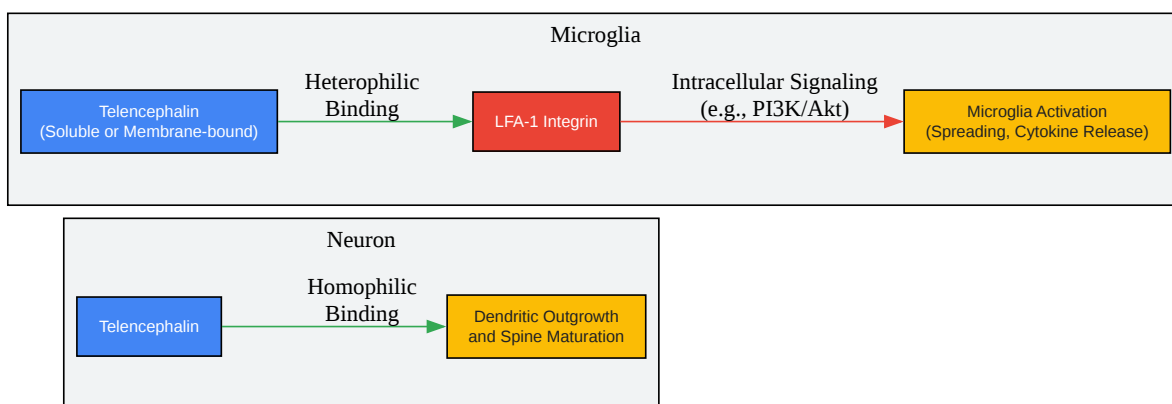 Microglia
Heterophilic
Binding
Intracellular Signaling
(e.g., PI3K/Akt)
Telencephalin
(Soluble or Membrane-bound)
LFA-1 Integrin
Microglia Activation
(Spreading, Cytokine Release)
Neuron
Homophilic
Binding
Telencephalin
Dendritic Outgrowth
and Spine Maturation